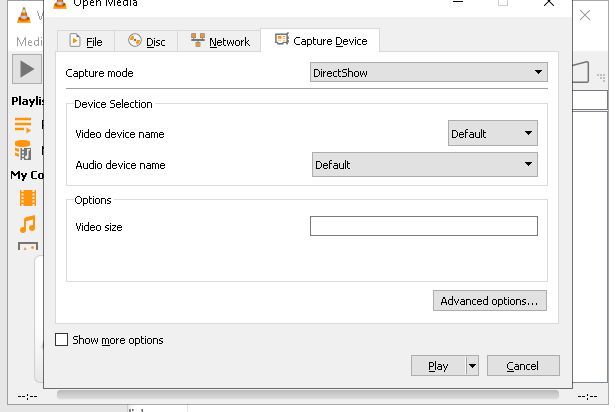 Open Media
Medi
File
Disc
Network
Capture Device
Capture mode
DirectShow
Playlis
Device Selection
Video device name
Default
Audio device name
Default
My Co
Options
Video size
Advanced options...
Show more options
Play
Cancel
--:--
--:--